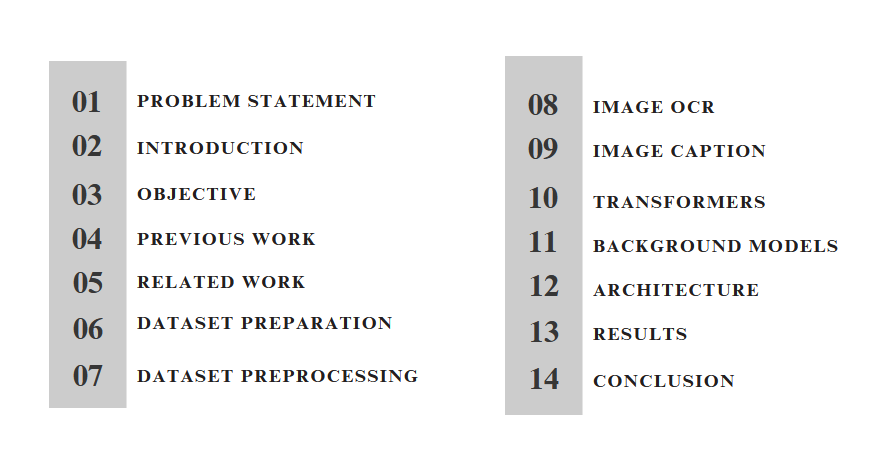 01 PROBLEM STATEMENT
02 INTRODUCTION
03 OBJECTIVE
04 PREVIOUS WORK
05 RELATED WORK
06 DATASET PREPARATION
07 DATASET PREPROCESSING
08 IMAGE OCR
09 IMAGE CAPTION
10 TRANSFORMERS
11 BACKGROUND MODELS
12 ARCHITECTURE
13 RESULTS
14 CONCLUSION